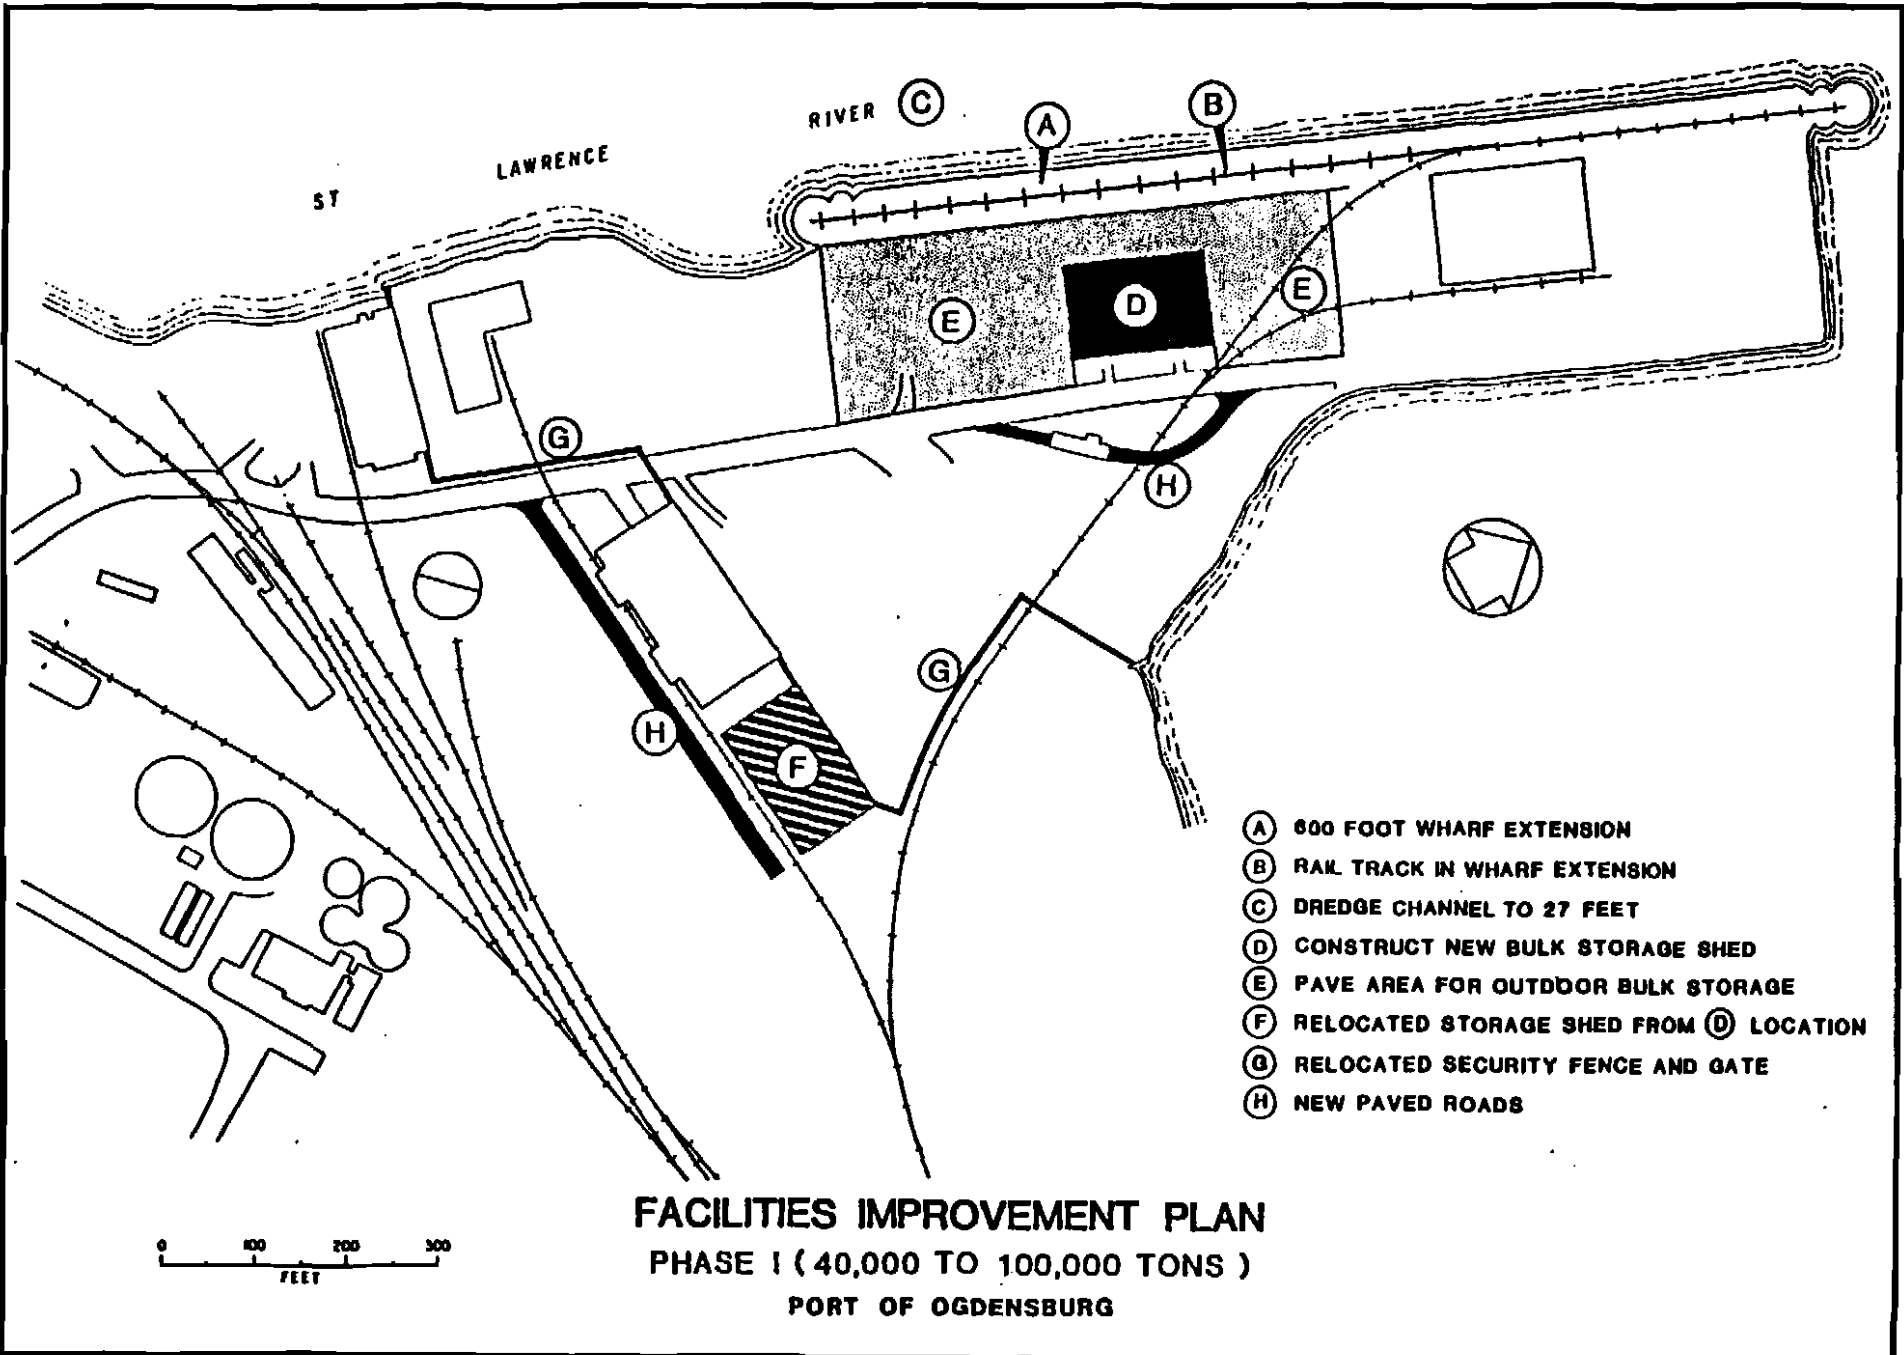 ST LAWRENCE RIVER C
A
B
E
D
E
G
H
G
H
F
A 600 FOOT WHARF EXTENSION
B RAIL TRACK IN WHARF EXTENSION
C DREDGE CHANNEL TO 27 FEET
D CONSTRUCT NEW BULK STORAGE SHED
E PAVE AREA FOR OUTDOOR BULK STORAGE
F RELOCATED STORAGE SHED FROM D LOCATION
G RELOCATED SECURITY FENCE AND GATE
H NEW PAVED ROADS
FACILITIES IMPROVEMENT PLAN
0 100 200 300
FEET
PHASE I ( 40,000 TO 100,000 TONS )
PORT OF OGDENSBURG